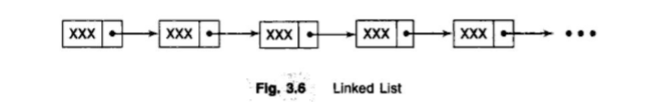 XXX XXX XXX XXX XXX •••
Fig. 3.6 Linked List